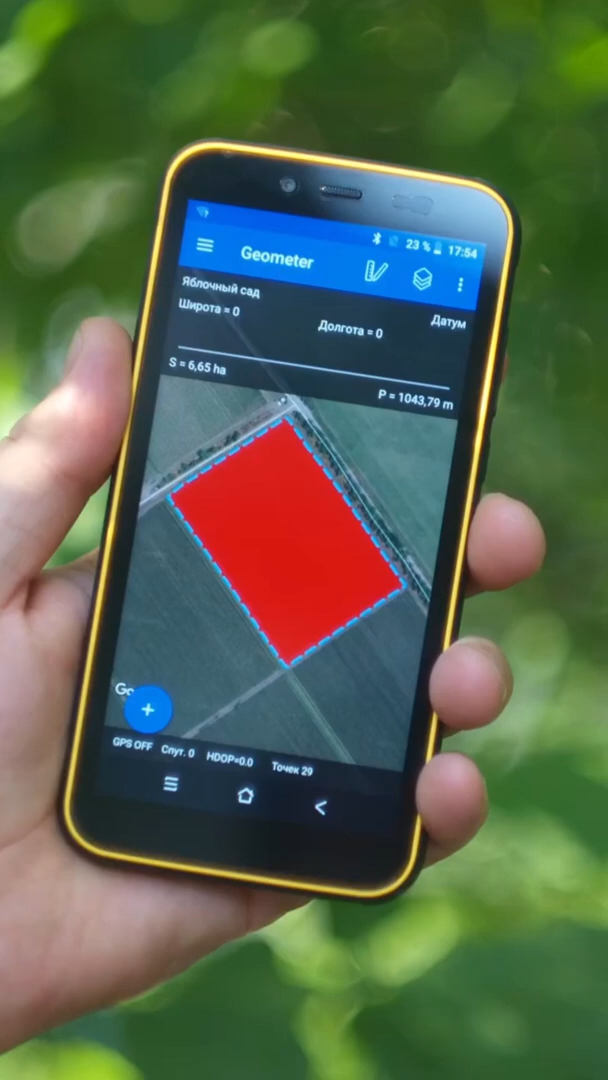 23 % 17:54
Geometer
Яблочный сад
Широта = 0 Долгота = 0 Датум
S = 6,65 ha P = 1043,79 m
GPS OFF Спут. 0 HDOP=0.0 Точек 29